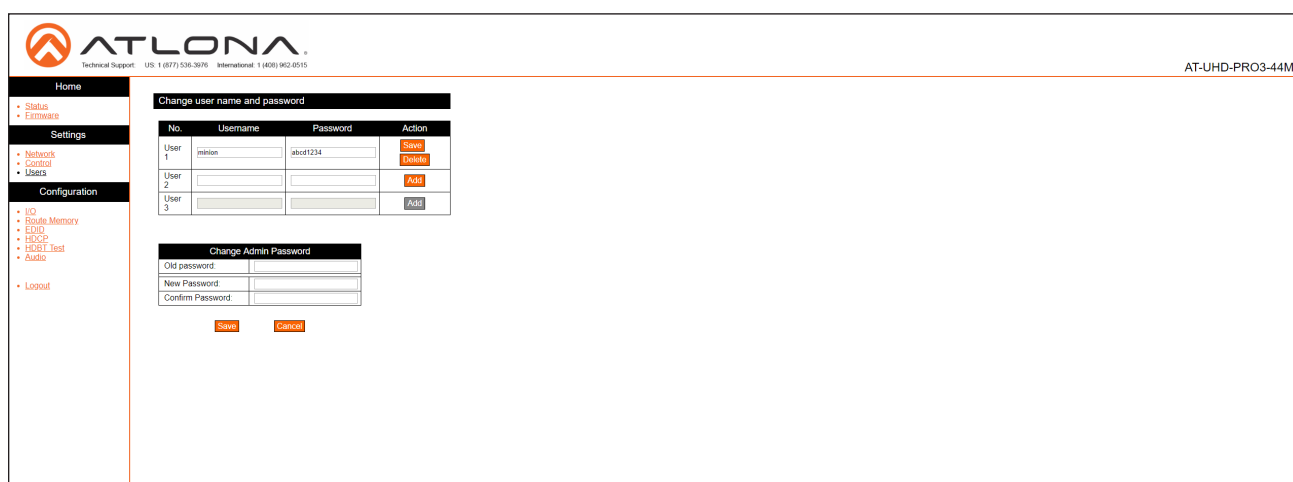 ATLONA.
Technical Support: US: 1 (877) 536-3976 International: 1 (408) 962-0515
AT-UHD-PRO3-44M
Home
Status
Firmware
Settings
Network
Control
Users
Configuration
I/O
Route Memory
EDID
HDCP
HDBT Test
Audio
Logout
Change user name and password
No. Username Password Action
User 1 minion abcd1234 Save Delete
User 2 Add
User 3 Add
Change Admin Password
Old password:
New Password:
Confirm Password:
Save Cancel